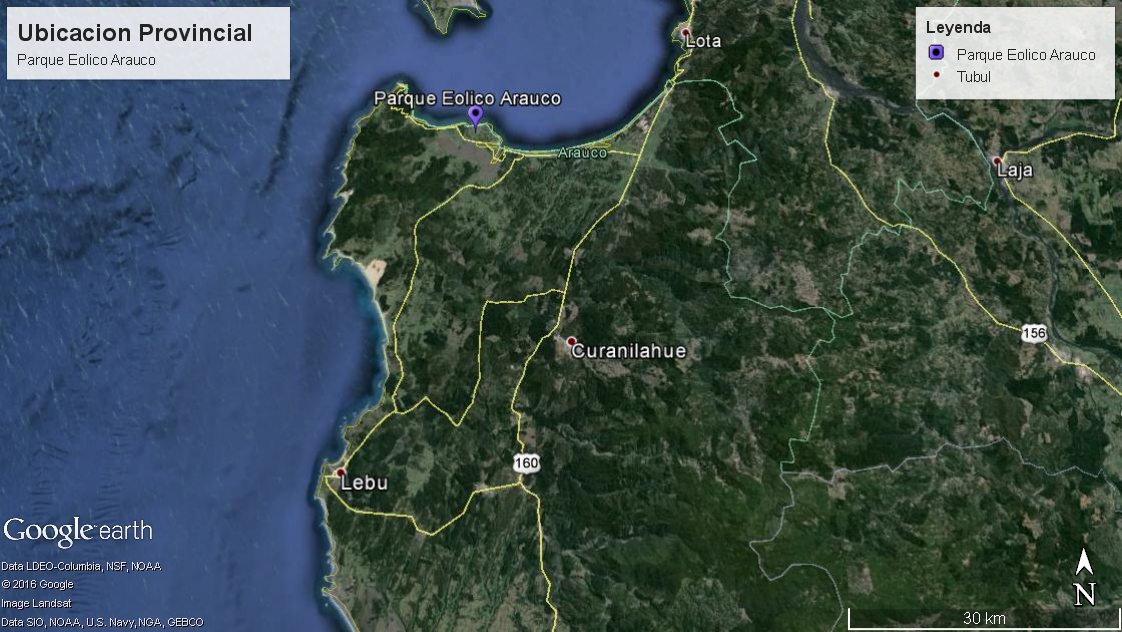 Ubicacion Provincial
Parque Eolico Arauco
Leyenda
Parque Eolico Arauco
Tubul
Lota
Parque Eolico Arauco
Arauco
Laja
156
Curanilahue
160
Lebu
Google earth
Data LDEO-Columbia, NSF, NOAA
© 2016 Google
Image Landsat
Data SIO, NOAA, U.S. Navy, NGA, GEBCO
N
30 km